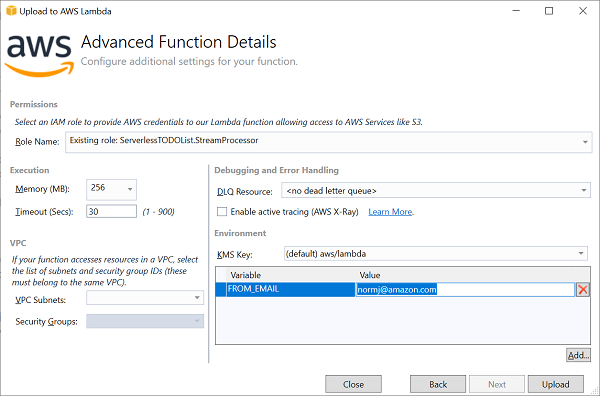 Upload to AWS Lambda
aws
Advanced Function Details
Configure additional settings for your function.
Permissions
Select an IAM role to provide AWS credentials to our Lambda function allowing access to AWS Services like S3.
Role Name: Existing role: ServerlessTODOList.StreamProcessor
Execution
Memory (MB): 256
Timeout (Secs): 30 (1 - 900)
VPC
If your function accesses resources in a VPC, select
the list of subnets and security group IDs (these
must belong to the same VPC).
VPC Subnets:
Security Groups:
Debugging and Error Handling
DLQ Resource: <no dead letter queue>
Enable active tracing (AWS X-Ray) Learn More.
Environment
KMS Key: (default) aws/lambda
Variable Value
FROM_EMAIL normj@amazon.com
Add...
Close Back Next Upload